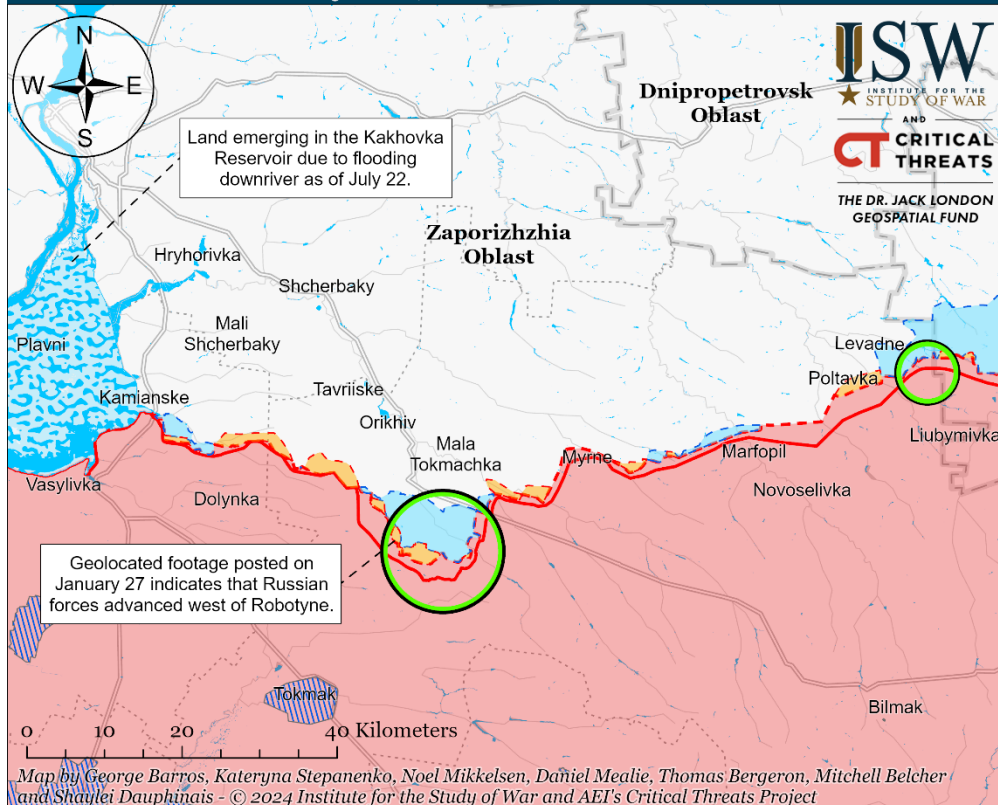 N
W E
S
ISW
INSTITUTE FOR THE
STUDY OF WAR
AND
CT CRITICAL
THREATS
THE DR. JACK LONDON
GEOSPATIAL FUND
Dnipropetrovsk
Oblast
Land emerging in the Kakhovka
Reservoir due to flooding
downriver as of July 22.
Zaporizhzhia
Oblast
Hryhorivka
Shcherbaky
Mali
Shcherbaky
Plavni
Levadne
Poltavka
Tavriiske
Kamianske
Orikhiv
Mala
Tokmachka
Liubymivka
Myrne
Marfopil
Vasylivka
Dolynka
Novoselivka
Geolocated footage posted on
January 27 indicates that Russian
forces advanced west of Robotyne.
Tokmak
Bilmak
0 10 20 40 Kilometers
Map by George Barros, Kateryna Stepanenko, Noel Mikkelsen, Daniel Mealie, Thomas Bergeron, Mitchell Belcher
and Shaylei Dauphinais - © 2024 Institute for the Study of War and AEI's Critical Threats Project